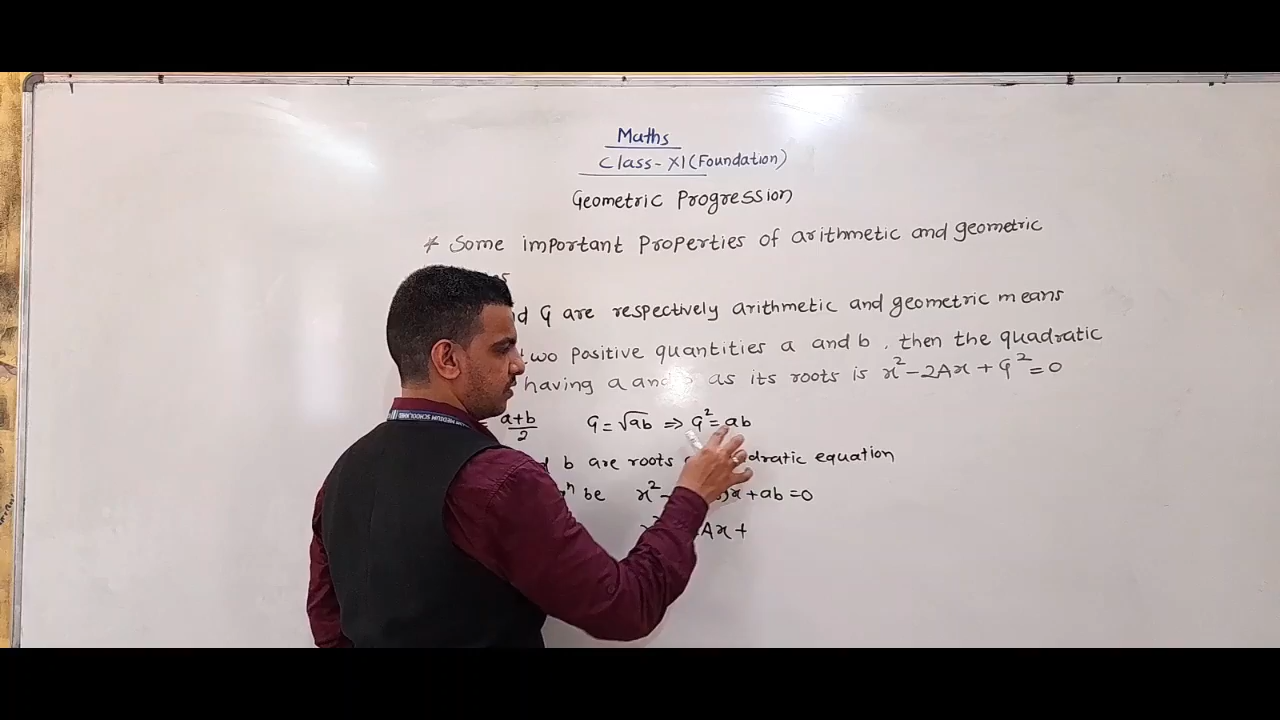 Maths
Class-XI (Foundation)
Geometric Progression
* Some important Properties of arithmetic and geometric
G are respectively arithmetic and geometric means
two positive quantities a and b, then the quadratic
having a and as its roots is x²-2Ax+G²=0
a+b/2 G=√ab ⇒ G²=ab
b are roots equation
be x²- +ab=0
Ax+